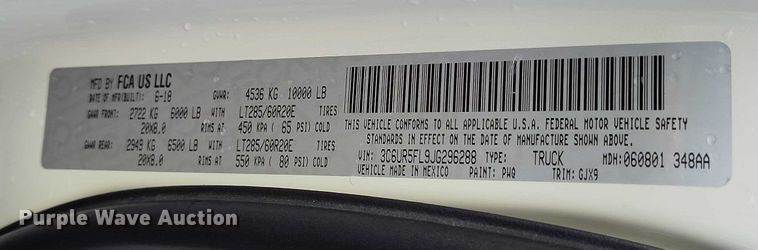 MFD BY FCA US LLC
DATE OF MFR(BUILT): 6-18 GVWR: 4536 KG 10000 LB
GAWR FRONT: 2722 KG 6000 LB WITH LT285/60R20E TIRES
20X8.0 RIMS AT 450 KPA ( 65 PSI) COLD
GAWR REAR: 2949 KG 6500 LB WITH LT285/60R20E TIRES
20X8.0 RIMS AT 550 KPA ( 80 PSI) COLD
THIS VEHICLE CONFORMS TO ALL APPLICABLE U.S.A. FEDERAL MOTOR VEHICLE SAFETY
STANDARDS IN EFFECT ON THE DATE OF MANUFACTURE SHOWN ABOVE.
VIN: 3C6UR5FL9JG296288 TYPE: TRUCK MDH: 060801 348AA
VEHICLE MADE IN MEXICO PAINT: PWQ TRIM: GJX9
Purple Wave Auction